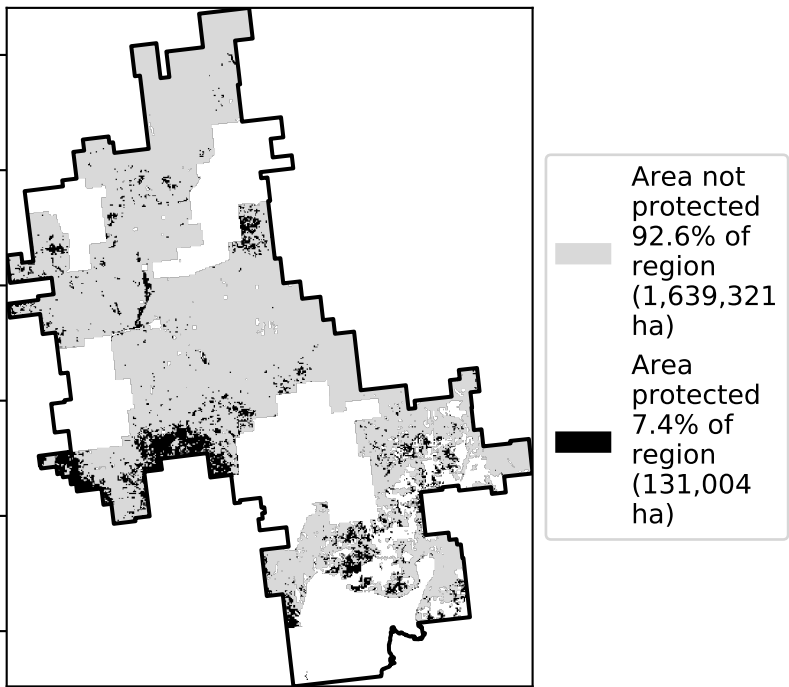 Area not
protected
92.6% of
region
(1,639,321
ha)
Area
protected
7.4% of
region
(131,004
ha)